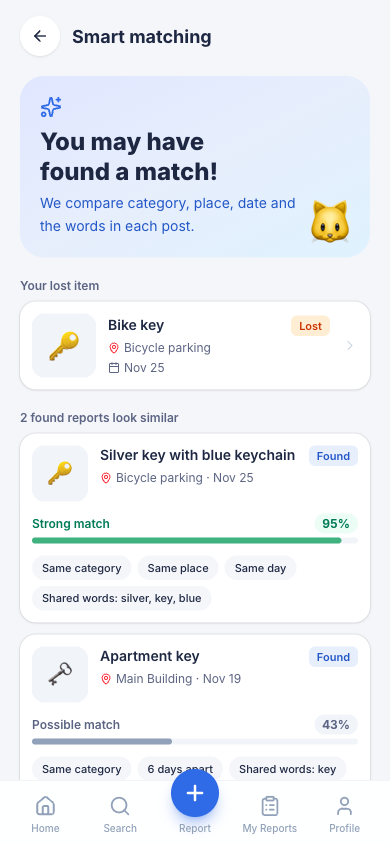 Smart matching
You may have
found a match!
We compare category, place, date and
the words in each post.
Your lost item
Bike key
Lost
Bicycle parking
Nov 25
2 found reports look similar
Silver key with blue keychain
Found
Bicycle parking · Nov 25
Strong match
95%
Same category
Same place
Same day
Shared words: silver, key, blue
Apartment key
Found
Main Building · Nov 19
Possible match
43%
Same category
6 days apart
Shared words: key
Home
Search
Report
My Reports
Profile